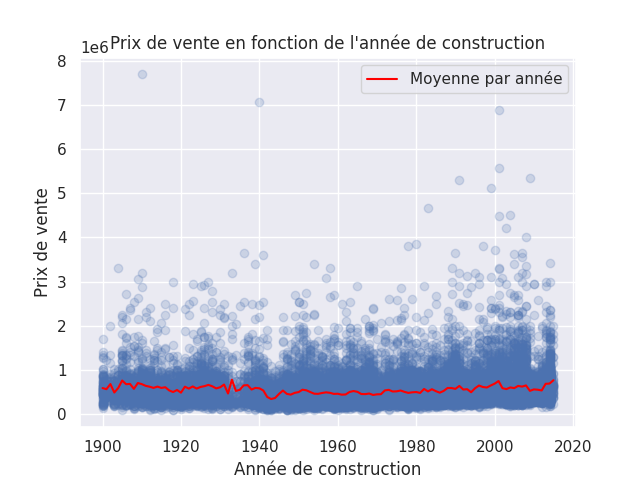 Prix de vente en fonction de l'année de construction
1e6
Moyenne par année
8
7
6
5
4
3
2
1
0
Prix de vente
1900 1920 1940 1960 1980 2000 2020
Année de construction